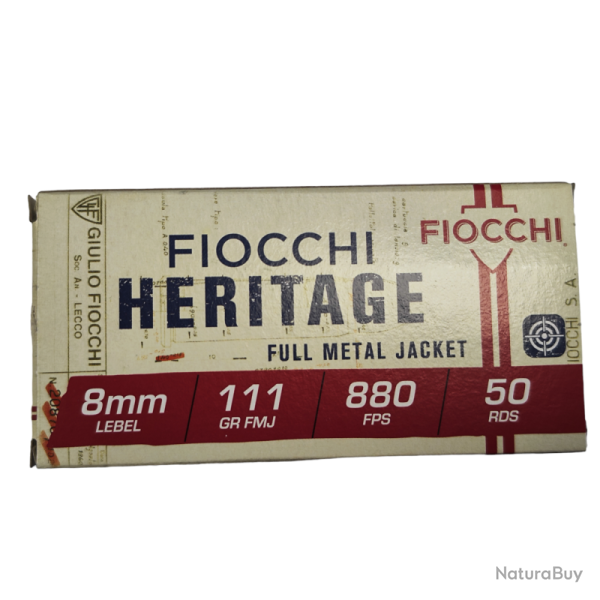 GF
GIULIO FIOCCHI
SOC. AN. - LECCO
FIOCCHI
HERITAGE
FULL METAL JACKET
FIOCCHI
FIOCCHI S.A.
8mm
LEBEL
111
GR FMJ
880
FPS
50
RDS
NaturaBuy